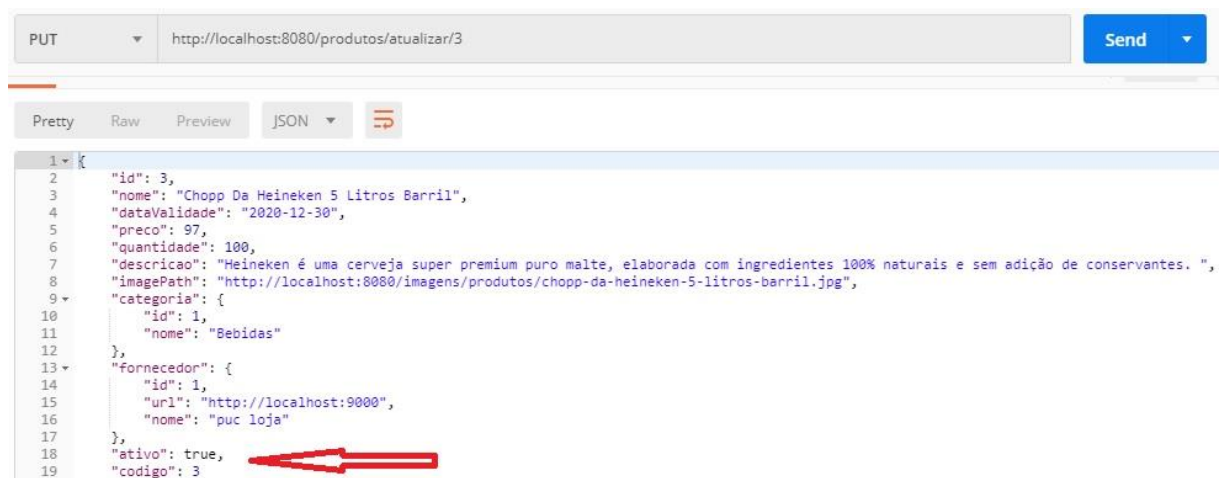 PUT http://localhost:8080/produtos/atualizar/3 Send
Pretty Raw Preview JSON
1 {
2 "id": 3,
3 "nome": "Chopp Da Heineken 5 Litros Barril",
4 "dataValidade": "2020-12-30",
5 "preco": 97,
6 "quantidade": 100,
7 "descricao": "Heineken é uma cerveja super premium puro malte, elaborada com ingredientes 100% naturais e sem adição de conservantes. ",
8 "imagePath": "http://localhost:8080/imagens/produtos/chopp-da-heineken-5-litros-barril.jpg",
9 "categoria": {
10 "id": 1,
11 "nome": "Bebidas"
12 },
13 "fornecedor": {
14 "id": 1,
15 "url": "http://localhost:9000",
16 "nome": "puc loja"
17 },
18 "ativo": true,
19 "codigo": 3